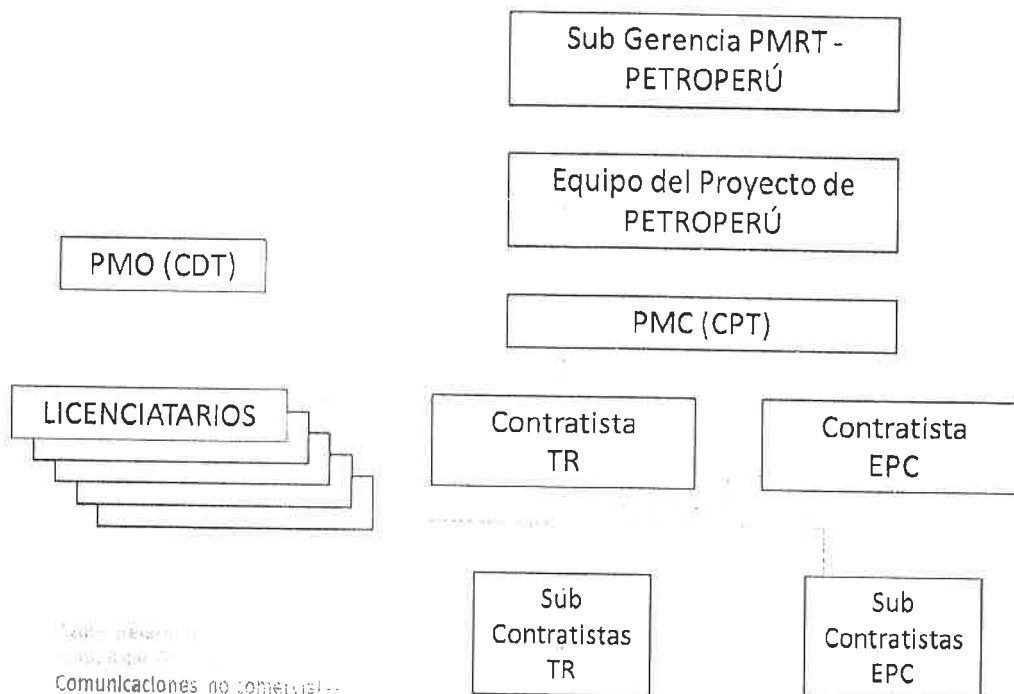 Sub Gerencia PMRT -
PETROPERÚ
Equipo del Proyecto de
PETROPERÚ
PMO (CDT)
PMC (CPT)
LICENCIATARIOS
Contratista
TR
Contratista
EPC
Sub
Contratistas
TR
Sub
Contratistas
EPC
Comunicaciones no